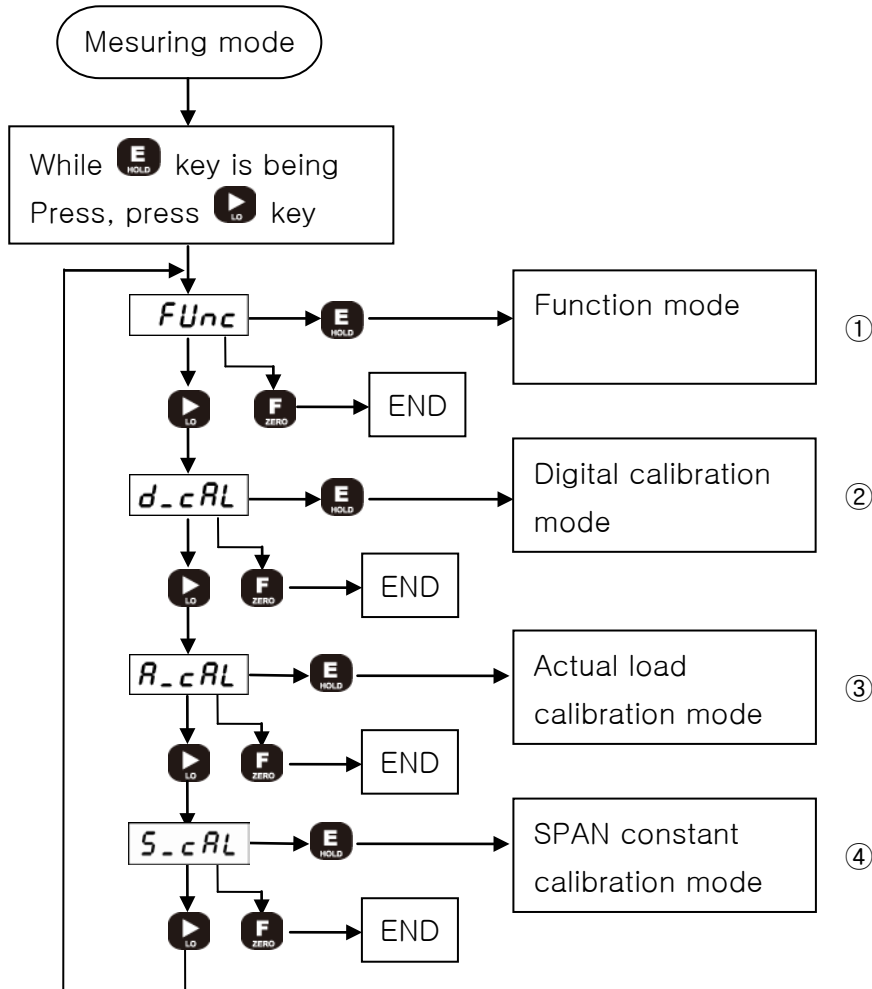 Mesuring mode
While E HOLD key is being
Press, press LO key
FUnc
E HOLD
Function mode
①
LO
F ZERO
END
d_cAL
E HOLD
Digital calibration
mode
②
LO
F ZERO
END
A_cAL
E HOLD
Actual load
calibration mode
③
LO
F ZERO
END
S_cAL
E HOLD
SPAN constant
calibration mode
④
LO
F ZERO
END